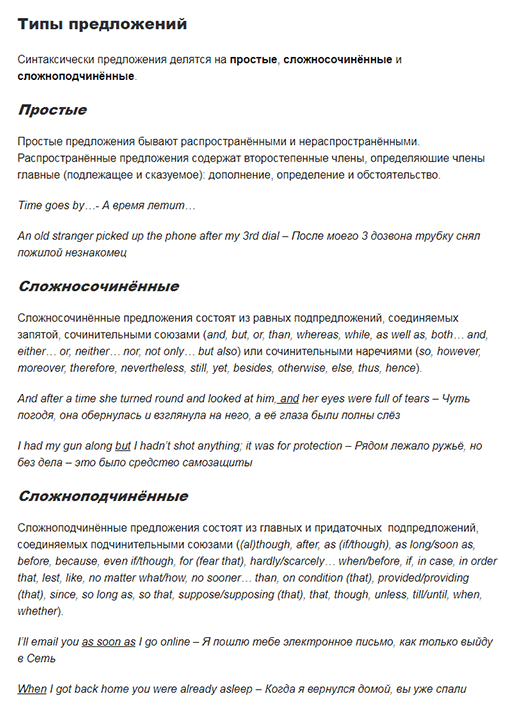 Типы предложений
Синтаксически предложения делятся на простые, сложносочинённые и
сложноподчинённые.
Простые
Простые предложения бывают распространёнными и нераспространёнными.
Распространённые предложения содержат второстепенные члены, определяюшие члены
главные (подлежащее и сказуемое): дополнение, определение и обстоятельство.
Time goes by…- А время летит…
An old stranger picked up the phone after my 3rd dial – После моего 3 дозвона трубку снял
пожилой незнакомец
Сложносочинённые
Сложносочинённые предложения состоят из равных подпредложений, соединяемых
запятой, сочинительными союзами (and, but, or, than, whereas, while, as well as, both… and,
either… or, neither… nor, not only… but also) или сочинительными наречиями (so, however,
moreover, therefore, nevertheless, still, yet, besides, otherwise, else, thus, hence).
And after a time she turned round and looked at him, and her eyes were full of tears – Чуть
погодя, она обернулась и взглянула на него, а её глаза были полны слёз
I had my gun along but I hadn’t shot anything; it was for protection – Рядом лежало ружьё, но
без дела – это было средство самозащиты
Сложноподчинённые
Сложноподчинённые предложения состоят из главных и придаточных подпредложений,
соединяемых подчинительными союзами ((al)though, after, as (if/though), as long/soon as,
before, because, even if/though, for (fear that), hardly/scarcely… when/before, if, in case, in order
that, lest, like, no matter what/how, no sooner… than, on condition (that), provided/providing
(that), since, so long as, so that, suppose/supposing (that), that, though, unless, till/until, when,
whether).
I’ll email you as soon as I go online – Я пошлю тебе электронное письмо, как только выйду
в Сеть
When I got back home you were already asleep – Когда я вернулся домой, вы уже спали